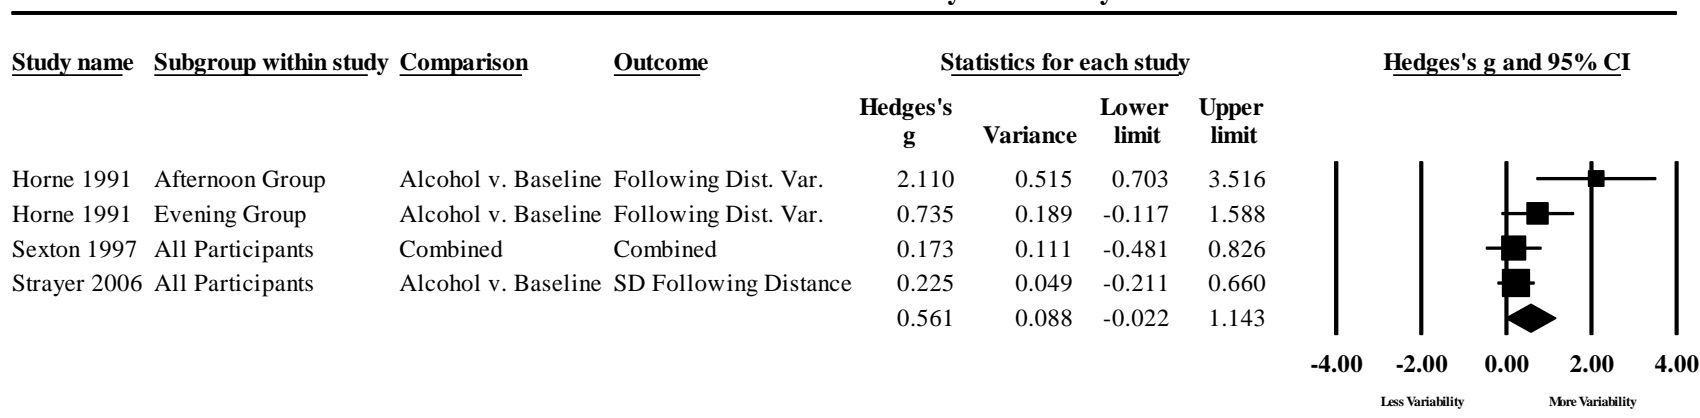 Study name Subgroup within study Comparison Outcome Statistics for each study Hedges's g and 95% CI
Hedges's Lower Upper
g Variance limit limit
Horne 1991 Afternoon Group Alcohol v. Baseline Following Dist. Var. 2.110 0.515 0.703 3.516
Horne 1991 Evening Group Alcohol v. Baseline Following Dist. Var. 0.735 0.189 -0.117 1.588
Sexton 1997 All Participants Combined Combined 0.173 0.111 -0.481 0.826
Strayer 2006 All Participants Alcohol v. Baseline SD Following Distance 0.225 0.049 -0.211 0.660
0.561 0.088 -0.022 1.143
-4.00 -2.00 0.00 2.00 4.00
Less Variability More Variability